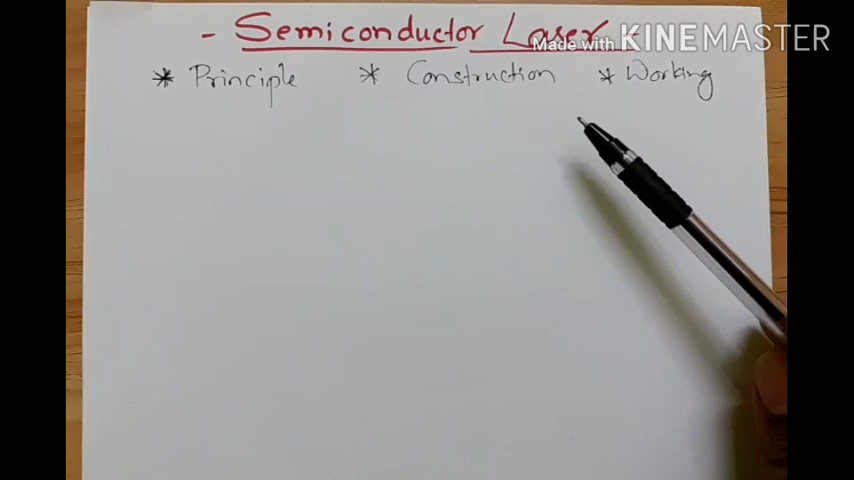 - Semiconductor Laser -
Made with KINEMASTER
* Principle * Construction * Working